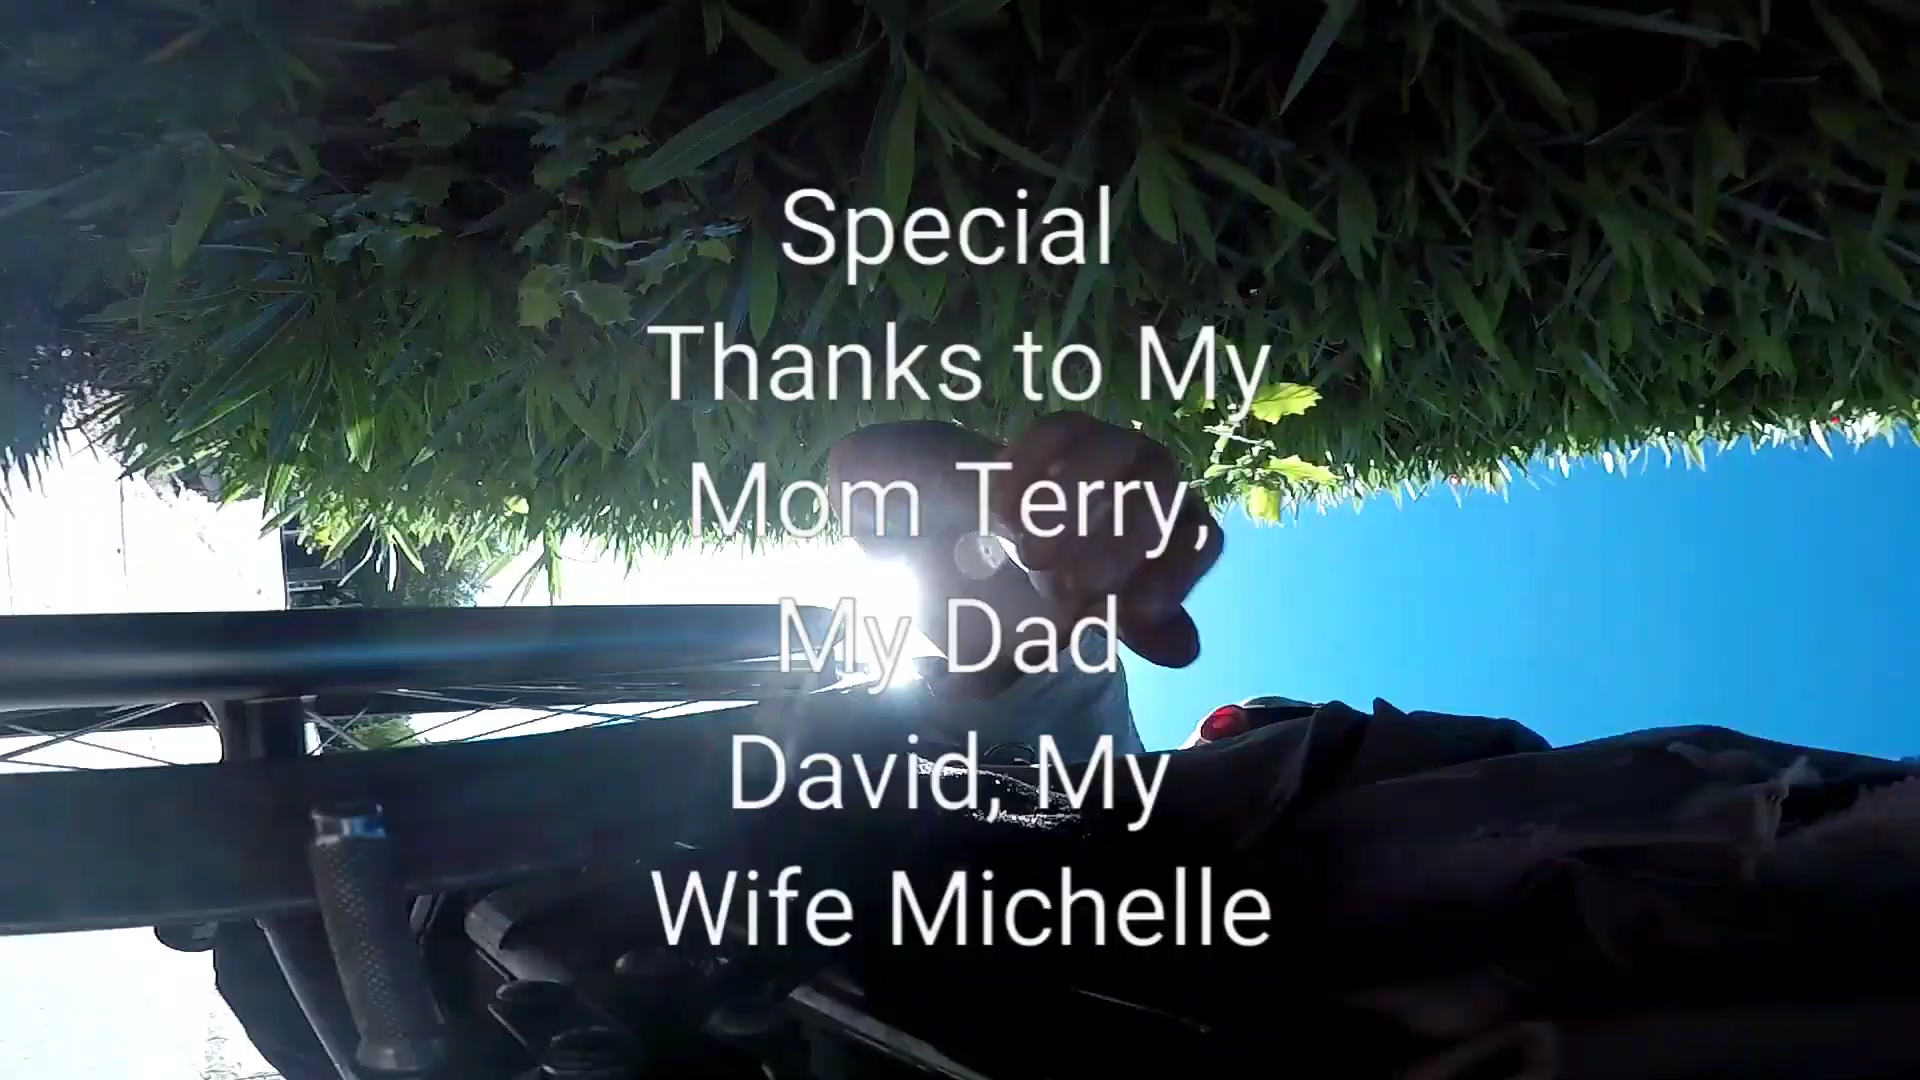 Special
Thanks to My
Mom Terry,
My Dad
David, My
Wife Michelle